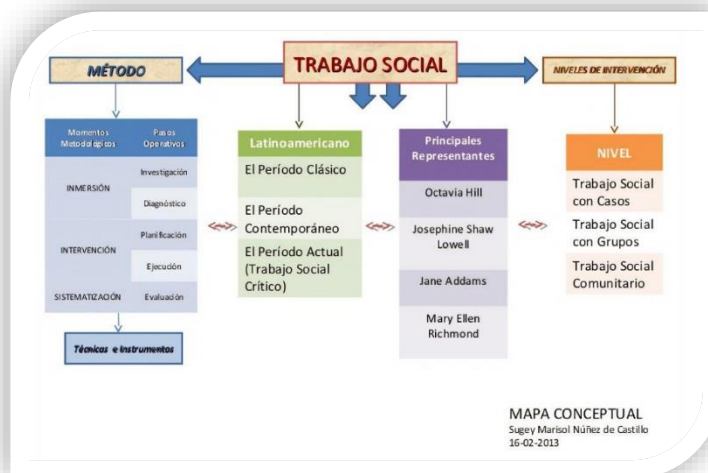 TRABAJO SOCIAL
MÉTODO
NIVELES DE INTERVENCIÓN
Momentos
Metodológicos
Pasos
Operativos
INMERSIÓN
Investigación
Diagnóstico
INTERVENCIÓN
Planificación
Ejecución
SISTEMATIZACIÓN
Evaluación
Técnicas e Instrumentos
Latinoamericano
El Período Clásico
El Período
Contemporáneo
El Período Actual
(Trabajo Social
Crítico)
Principales
Representantes
Octavia Hill
Josephine Shaw
Lowell
Jane Addams
Mary Ellen
Richmond
NIVEL
Trabajo Social
con Casos
Trabajo Social
con Grupos
Trabajo Social
Comunitario
MAPA CONCEPTUAL
Sugey Marisol Núñez de Castillo
16-02-2013